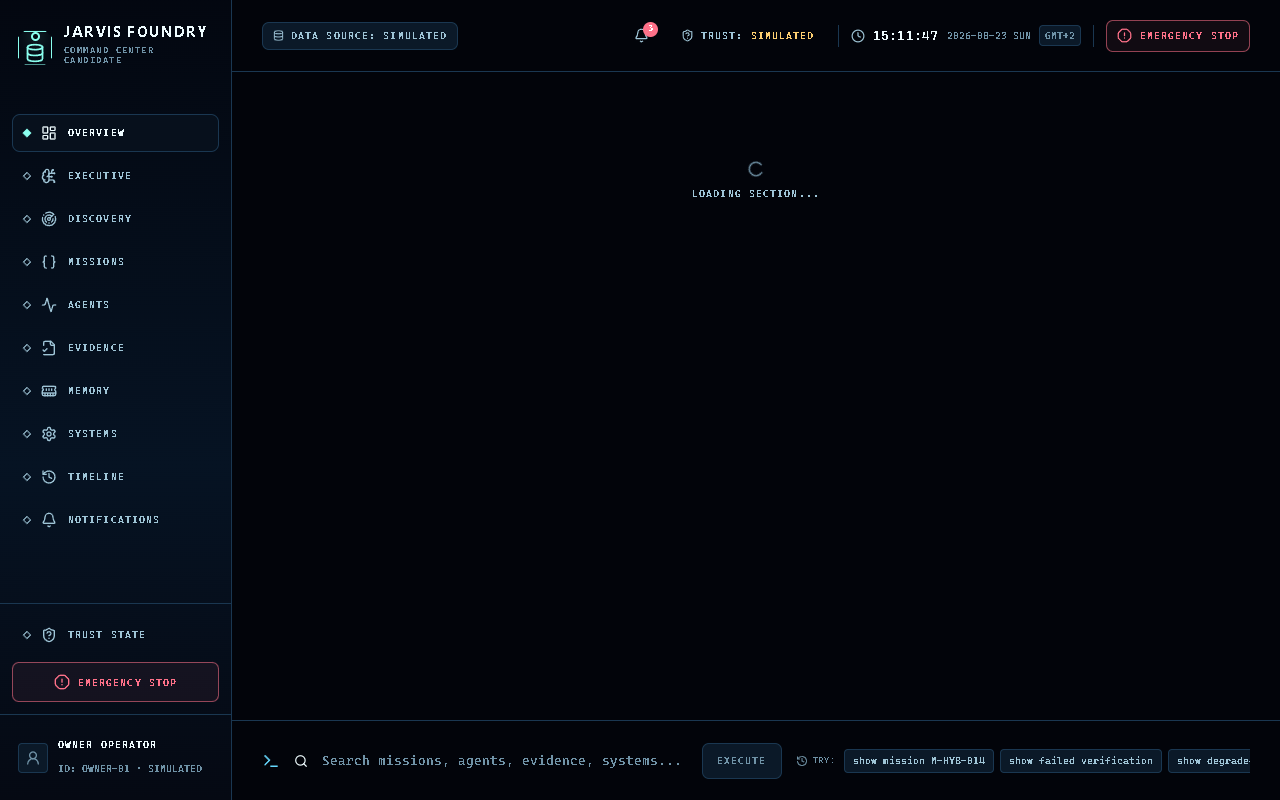 JARVIS FOUNDRY
COMMAND CENTER
CANDIDATE
DATA SOURCE: SIMULATED
3
TRUST: SIMULATED
15:11:47
2026-08-23 SUN
GMT+2
EMERGENCY STOP
OVERVIEW
EXECUTIVE
DISCOVERY
MISSIONS
AGENTS
EVIDENCE
MEMORY
SYSTEMS
TIMELINE
NOTIFICATIONS
LOADING SECTION...
TRUST STATE
EMERGENCY STOP
OWNER OPERATOR
ID: OWNER-01 • SIMULATED
Search missions, agents, evidence, systems...
EXECUTE
TRY:
show mission M-HYB-014
show failed verification
show degrade